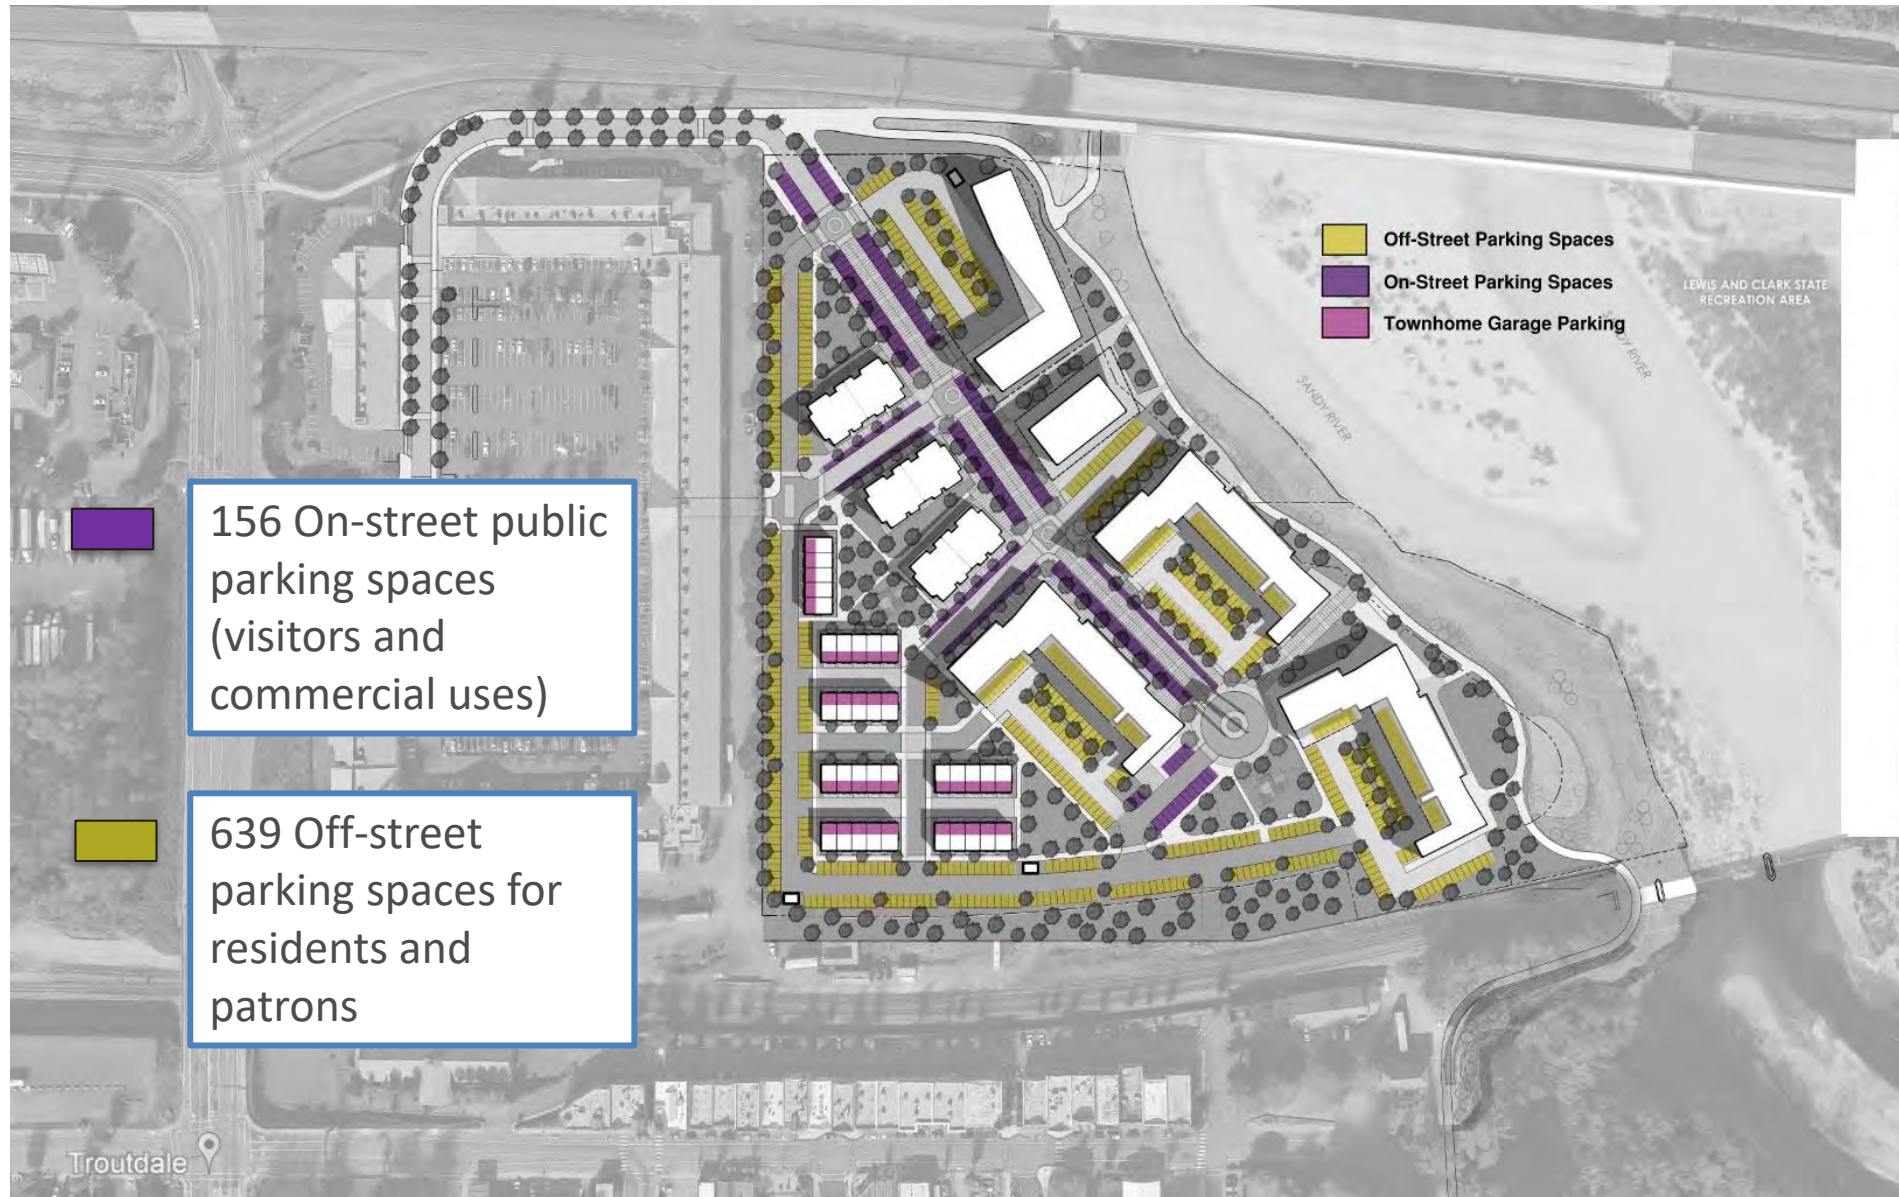 Off-Street Parking Spaces
On-Street Parking Spaces
Townhome Garage Parking
LEWIS AND CLARK STATE
RECREATION AREA
SANDY RIVER
SANDY RIVER
156 On-street public
parking spaces
(visitors and
commercial uses)
639 Off-street
parking spaces for
residents and
patrons
Troutdale